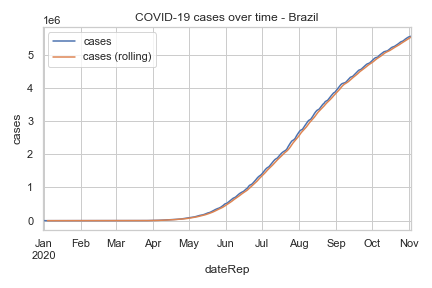 COVID-19 cases over time - Brazil
1e6
cases
cases (rolling)
5
4
3
2
1
0
cases
Jan Feb Mar Apr May Jun Jul Aug Sep Oct Nov
2020
dateRep